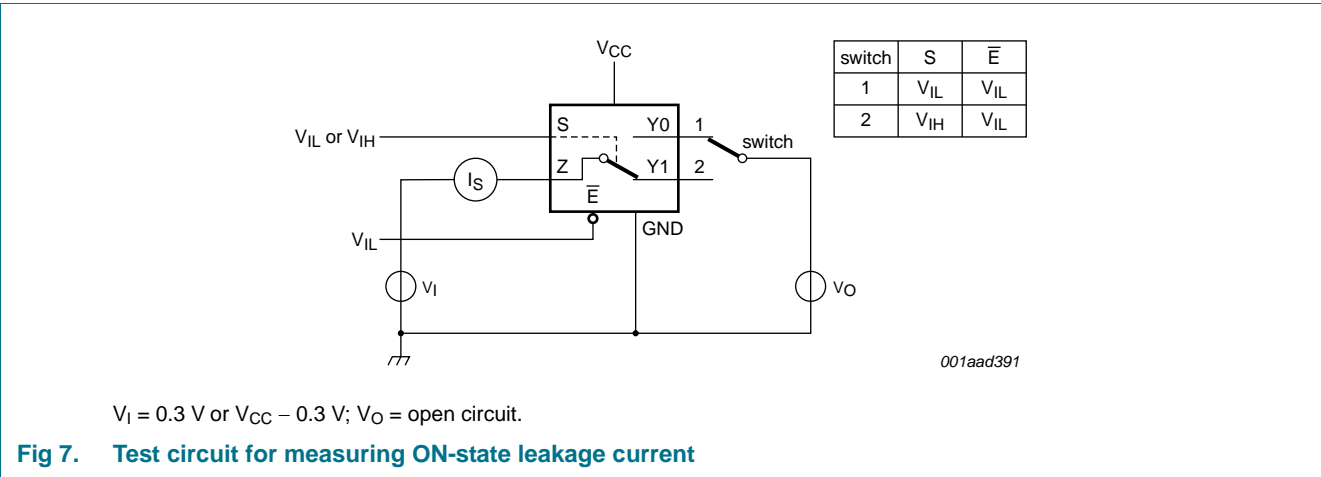 VCC
switch S E̅
1 VIL VIL
2 VIH VIL
S Y0 1
VIL or VIH
switch
Z Y1 2
IS
E̅
GND
VIL
VI
VO
001aad391
VI = 0.3 V or VCC − 0.3 V; VO = open circuit.
Fig 7. Test circuit for measuring ON-state leakage current